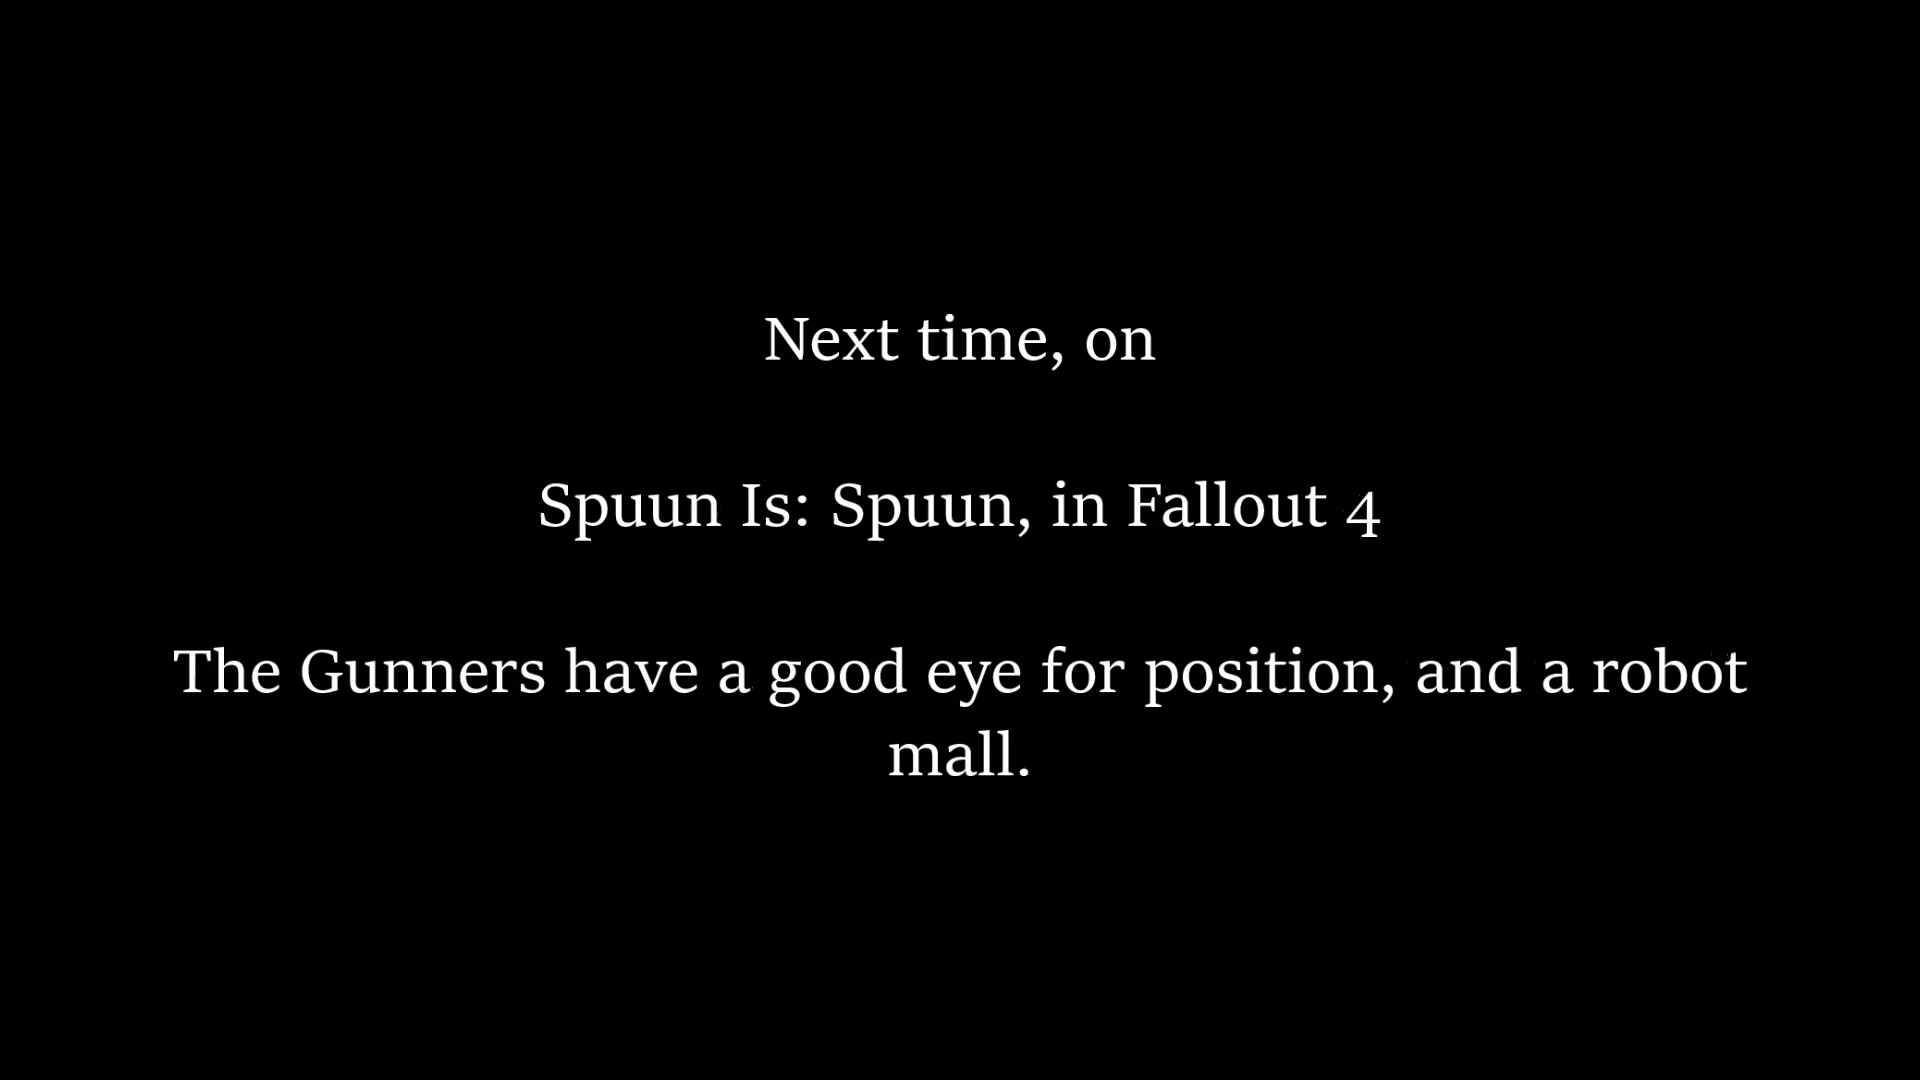 Next time, on
Spuun Is: Spuun, in Fallout 4
The Gunners have a good eye for position, and a robot
mall.